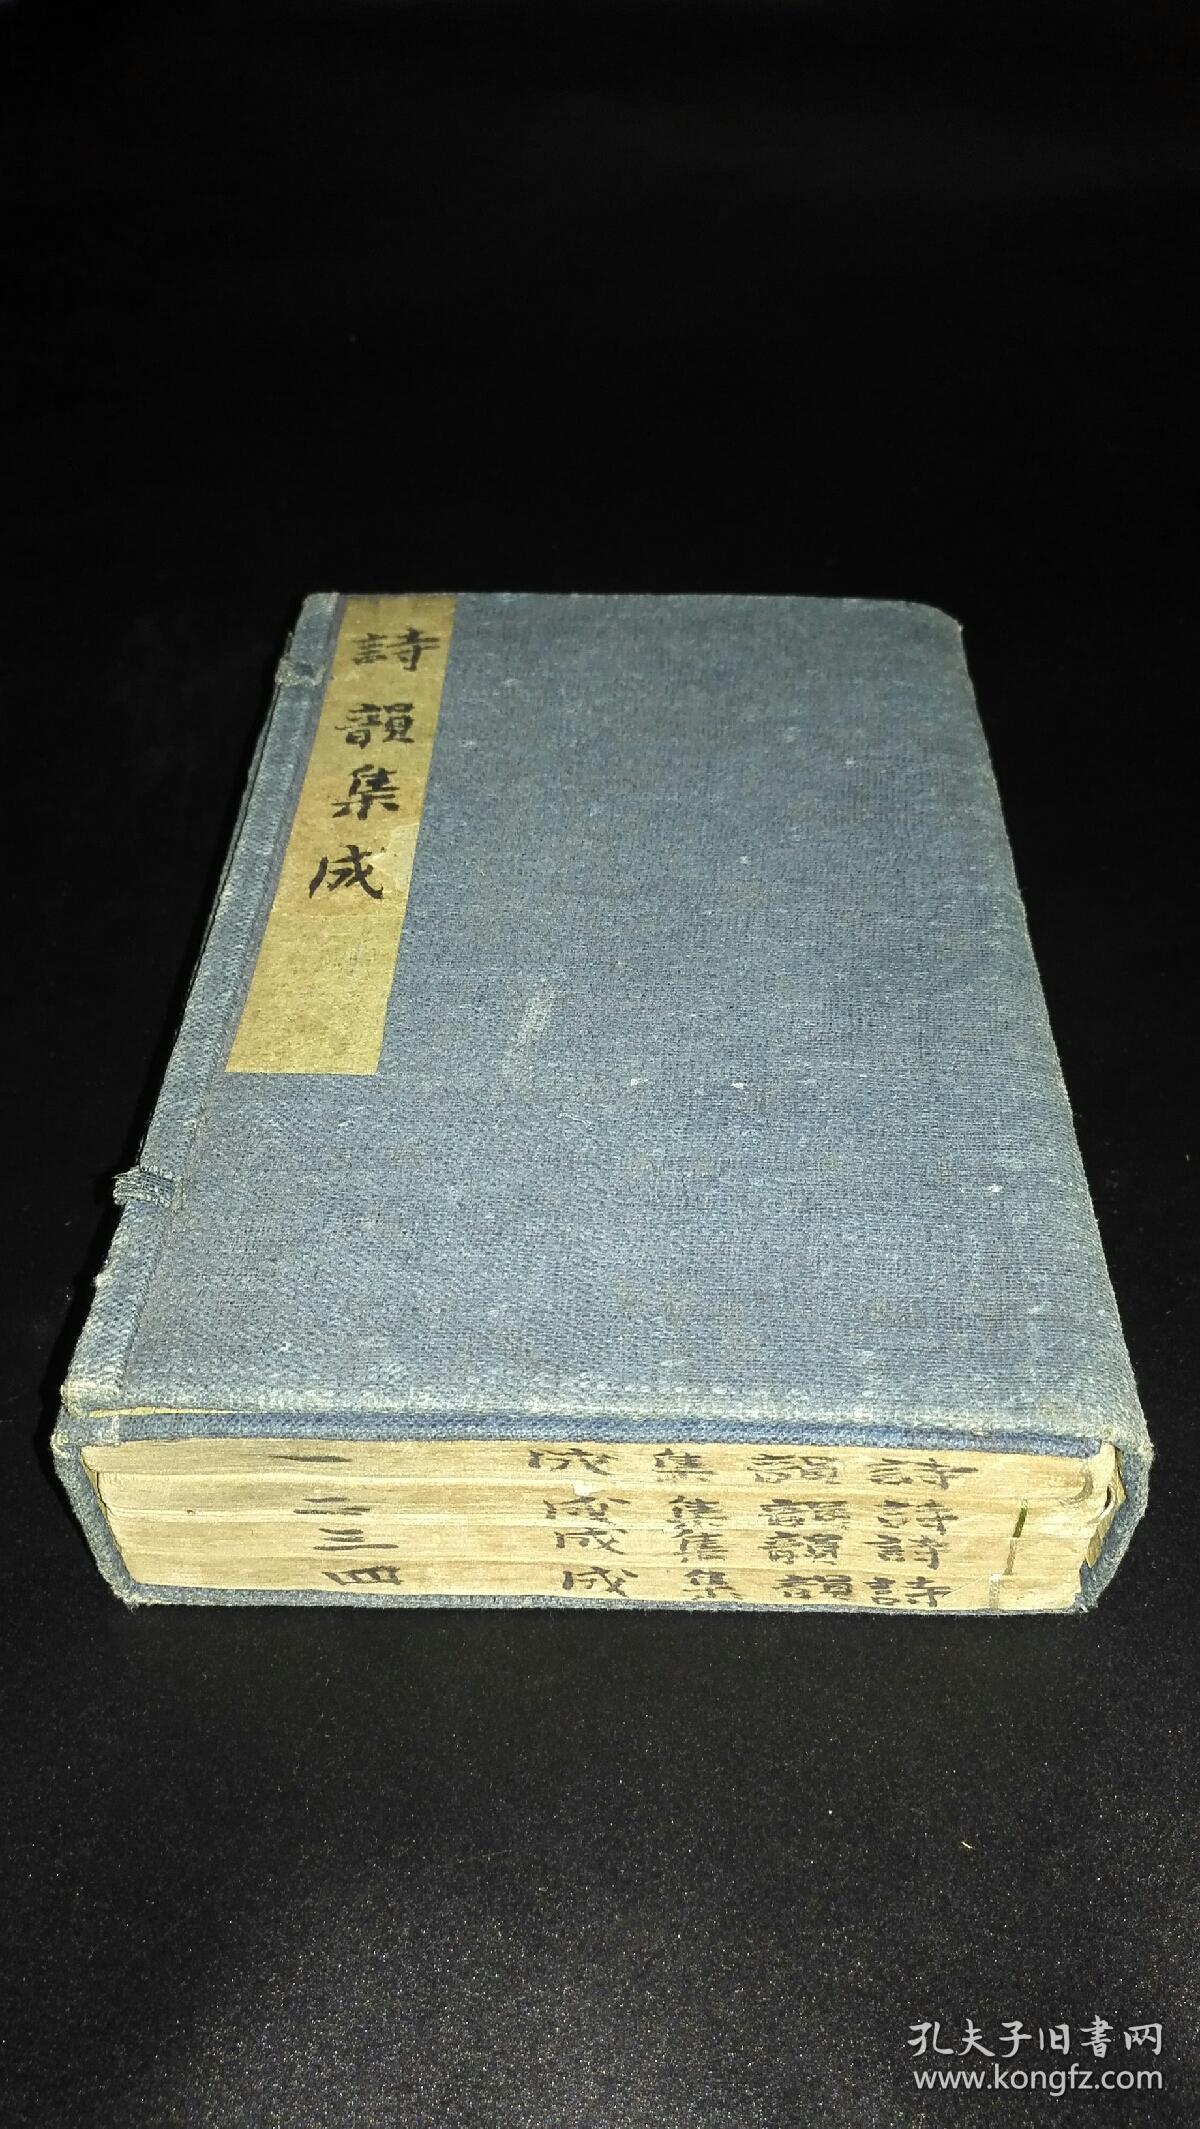 詩韻集成
詩韻集成 一
詩韻集成 二
詩韻集成 三
詩韻集成 四
孔夫子旧書网
www.kongfz.com